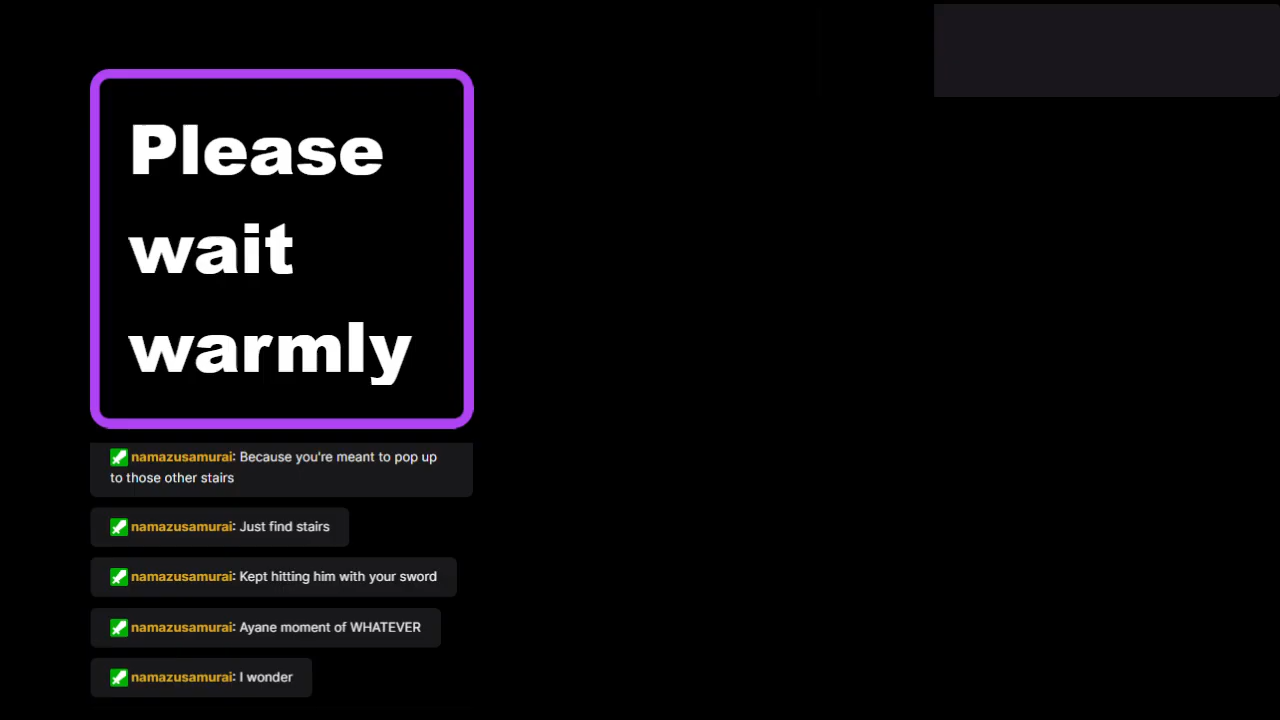 Please
wait
warmly
namazusamurai: Because you're meant to pop up
to those other stairs
namazusamurai: Just find stairs
namazusamurai: Kept hitting him with your sword
namazusamurai: Ayane moment of WHATEVER
namazusamurai: I wonder